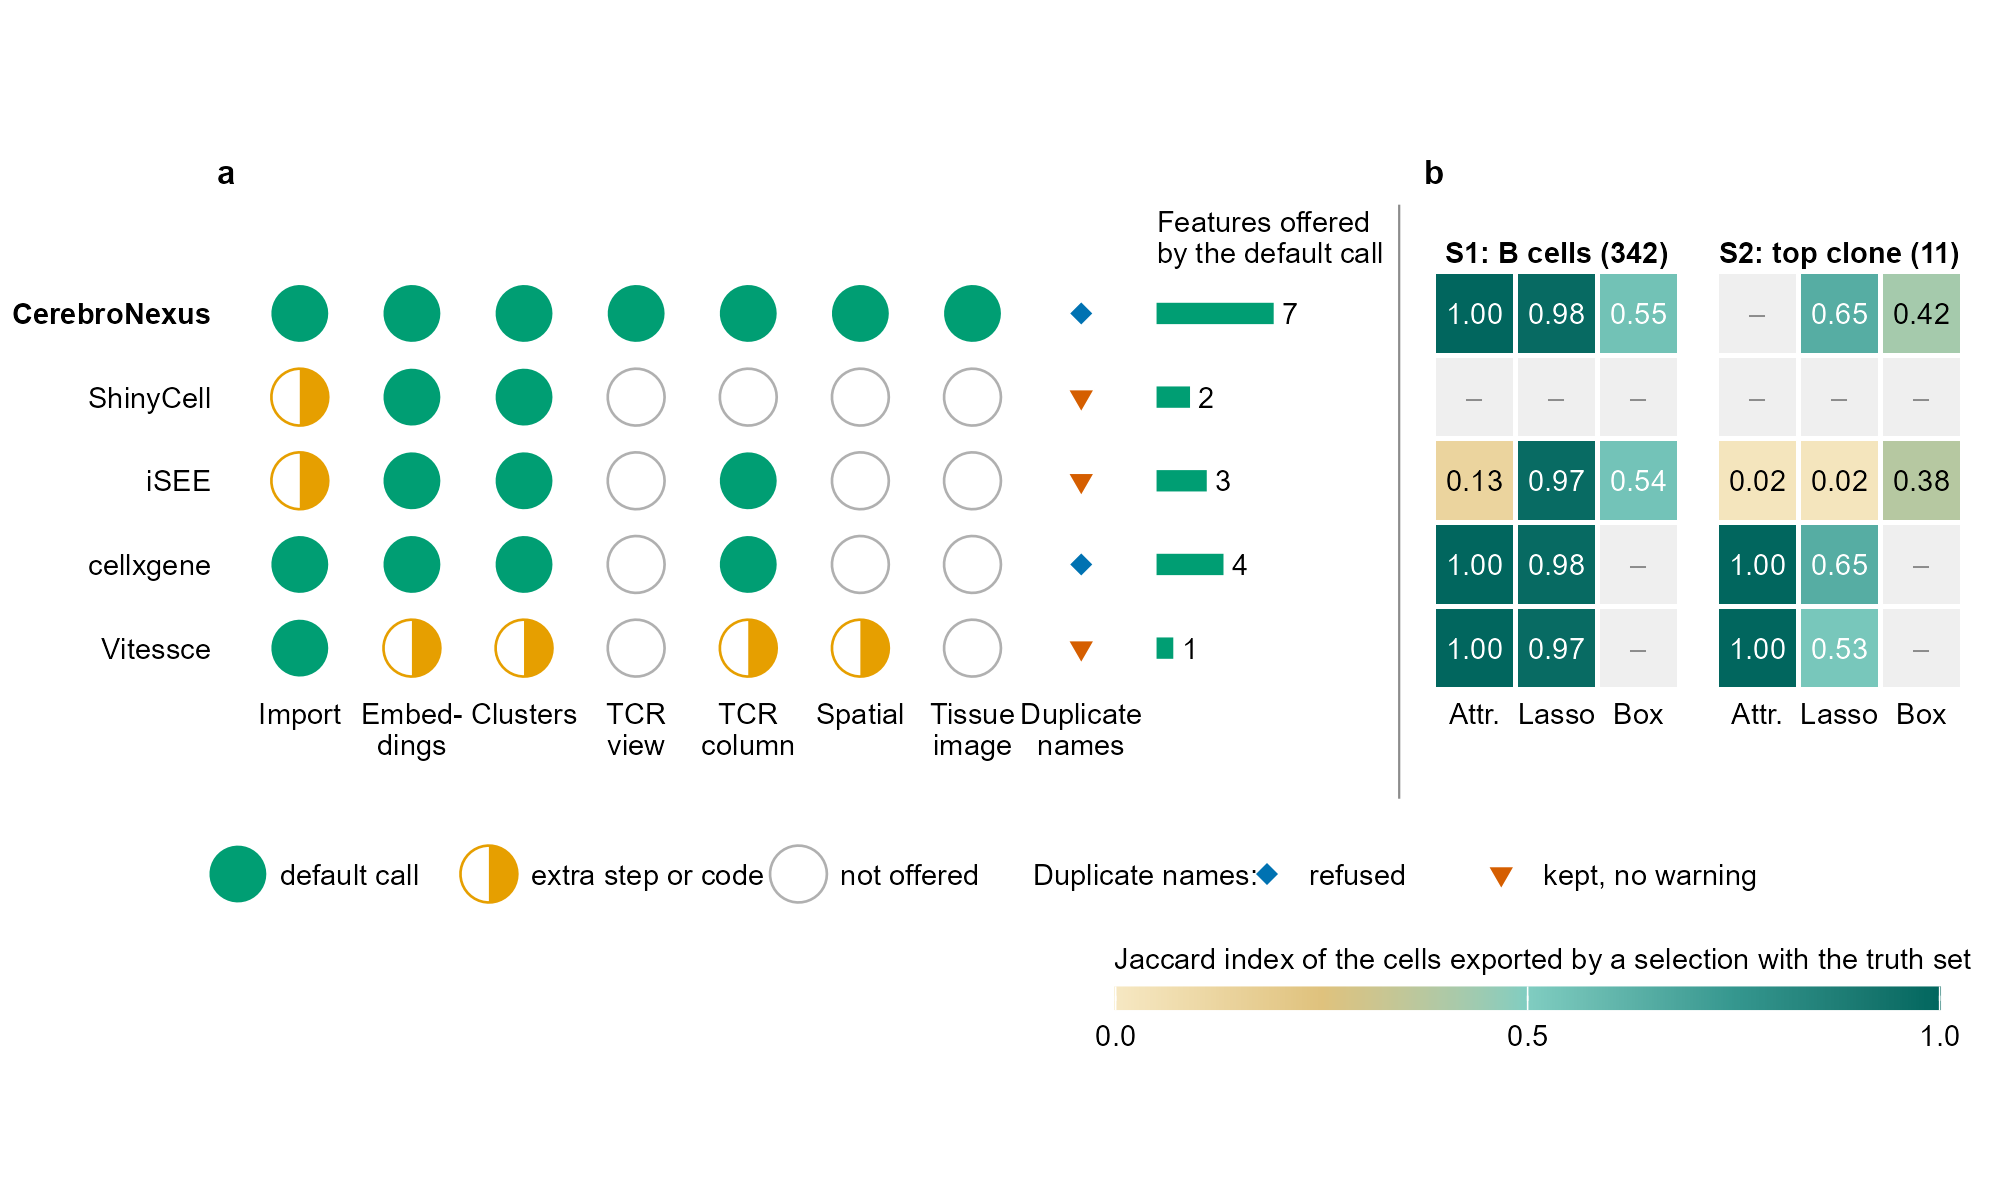 a
b
Features offered
by the default call
S1: B cells (342)
S2: top clone (11)
CerebroNexus
7
1.00 0.98 0.55
– 0.65 0.42
ShinyCell
2
– – –
– – –
iSEE
3
0.13 0.97 0.54
0.02 0.02 0.38
cellxgene
4
1.00 0.98 –
1.00 0.65 –
Vitessce
1
1.00 0.97 –
1.00 0.53 –
Import
Embed-
dings
Clusters
TCR
view
TCR
column
Spatial
Tissue
image
Duplicate
names
Attr. Lasso Box
Attr. Lasso Box
default call
extra step or code
not offered
Duplicate names:
refused
kept, no warning
Jaccard index of the cells exported by a selection with the truth set
0.0 0.5 1.0